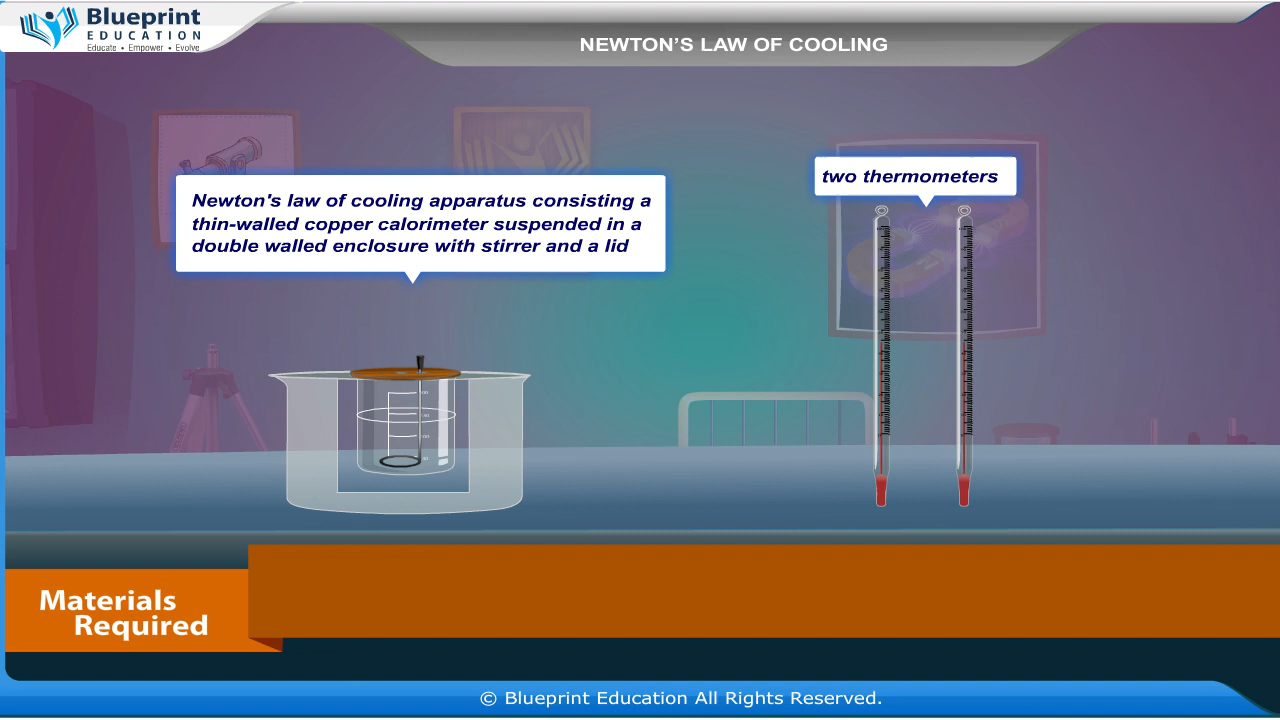 Blueprint
EDUCATION
Educate • Empower • Evolve
NEWTON'S LAW OF COOLING
Newton's law of cooling apparatus consisting a
thin-walled copper calorimeter suspended in a
double walled enclosure with stirrer and a lid
two thermometers
Materials
Required
© Blueprint Education All Rights Reserved.